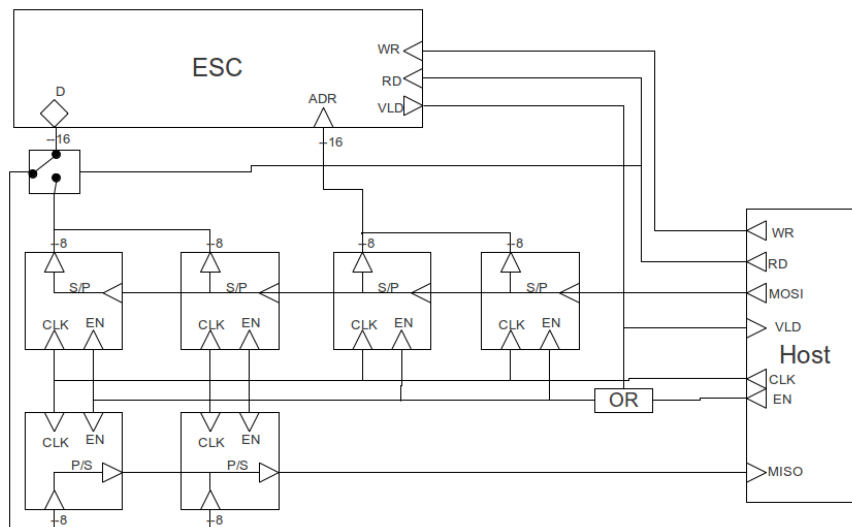 WR
ESC
RD
D
ADR
VLD
16
16
8
8
8
8
WR
RD
S/P
S/P
S/P
S/P
MOSI
CLK
EN
CLK
EN
CLK
EN
CLK
EN
VLD
Host
CLK
OR
EN
CLK
EN
CLK
EN
P/S
P/S
MISO
8
8